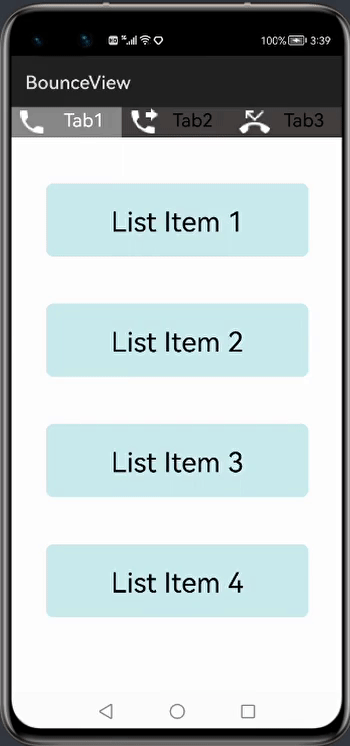 100% 3:39
BounceView
Tab1 Tab2 Tab3
List Item 1
List Item 2
List Item 3
List Item 4